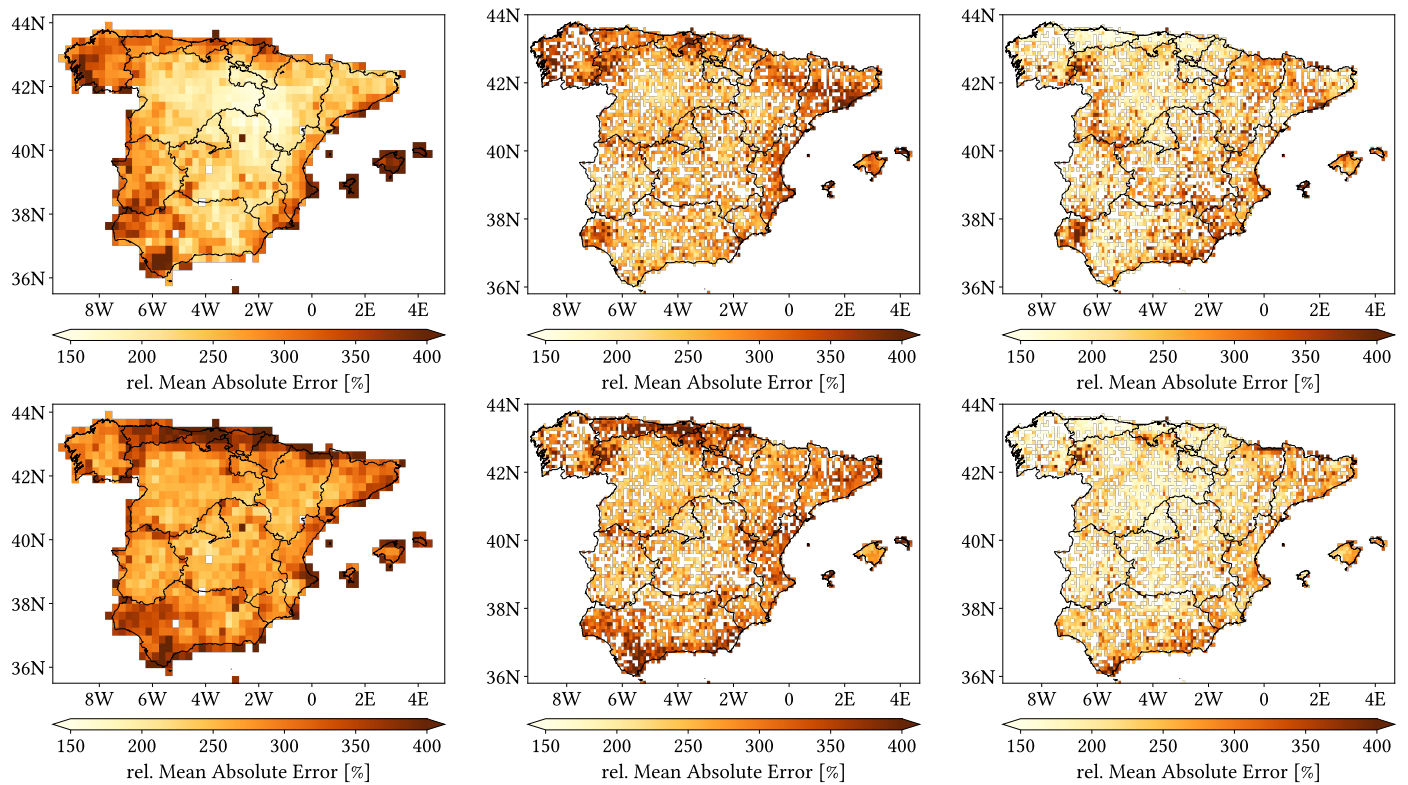 44N 44N 44N
42N 42N 42N
40N 40N 40N
38N 38N 38N
36N 36N 36N
8W 6W 4W 2W 0 2E 4E 8W 6W 4W 2W 0 2E 4E 8W 6W 4W 2W 0 2E 4E
150 200 250 300 350 400 150 200 250 300 350 400 150 200 250 300 350 400
rel. Mean Absolute Error [%] rel. Mean Absolute Error [%] rel. Mean Absolute Error [%]
44N 44N 44N
42N 42N 42N
40N 40N 40N
38N 38N 38N
36N 36N 36N
8W 6W 4W 2W 0 2E 4E 8W 6W 4W 2W 0 2E 4E 8W 6W 4W 2W 0 2E 4E
150 200 250 300 350 400 150 200 250 300 350 400 150 200 250 300 350 400
rel. Mean Absolute Error [%] rel. Mean Absolute Error [%] rel. Mean Absolute Error [%]